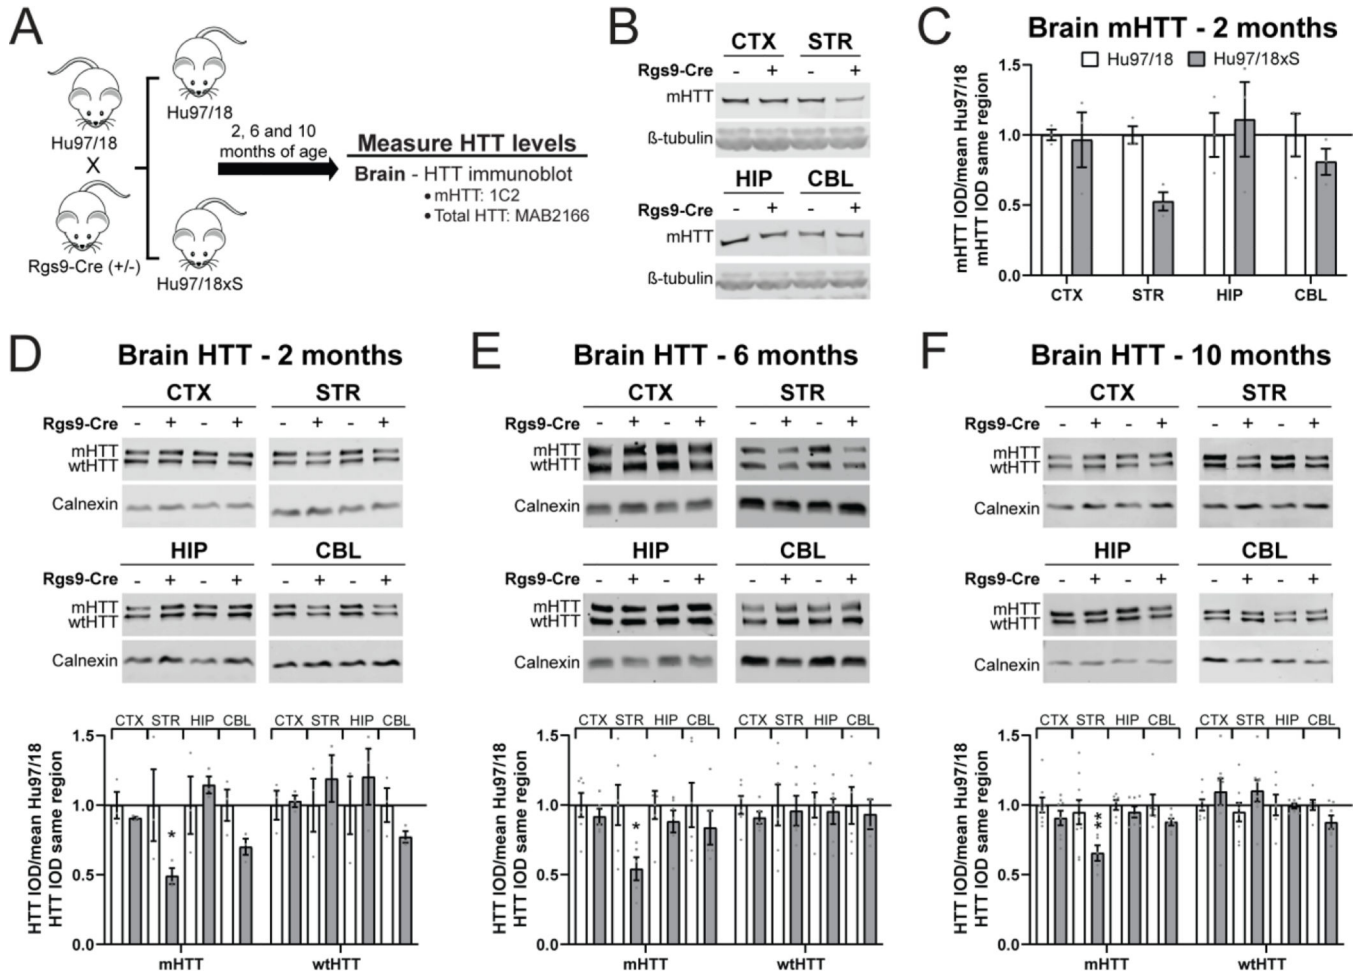 A
Hu97/18
X
Rgs9-Cre (+/-)
Hu97/18
Hu97/18xS
2, 6 and 10
months of age
Measure HTT levels
Brain - HTT immunoblot
• mHTT: 1C2
• Total HTT: MAB2166
B
CTX STR
Rgs9-Cre - + - +
mHTT
ß-tubulin
HIP CBL
Rgs9-Cre - + - +
mHTT
ß-tubulin
C
Brain mHTT - 2 months
Hu97/18 Hu97/18xS
mHTT IOD/mean Hu97/18
mHTT IOD same region
1.5
1.0
0.5
0.0
CTX STR HIP CBL
D
Brain HTT - 2 months
CTX STR
Rgs9-Cre - + - + - + - +
mHTT
wtHTT
Calnexin
HIP CBL
Rgs9-Cre - + - + - + - +
mHTT
wtHTT
Calnexin
HTT IOD/mean Hu97/18
HTT IOD same region
CTX STR HIP CBL CTX STR HIP CBL
1.5
1.0
0.5
0.0
*
mHTT wtHTT
E
Brain HTT - 6 months
CTX STR
Rgs9-Cre - + - + - + - +
mHTT
wtHTT
Calnexin
HIP CBL
Rgs9-Cre - + - + - + - +
mHTT
wtHTT
Calnexin
HTT IOD/mean Hu97/18
HTT IOD same region
CTX STR HIP CBL CTX STR HIP CBL
1.5
1.0
0.5
0.0
*
mHTT wtHTT
F
Brain HTT - 10 months
CTX STR
Rgs9-Cre - + - + - + - +
mHTT
wtHTT
Calnexin
HIP CBL
Rgs9-Cre - + - + - + - +
mHTT
wtHTT
Calnexin
HTT IOD/mean Hu97/18
HTT IOD same region
CTX STR HIP CBL CTX STR HIP CBL
1.5
1.0
0.5
0.0
**
mHTT wtHTT